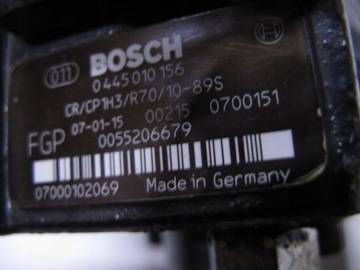 011 BOSCH
0 445 010 156
CR/CP1H3/R70/10-89S
07-01-15 00215 0700151
FGP 0055206679
07000102069 Made in Germany